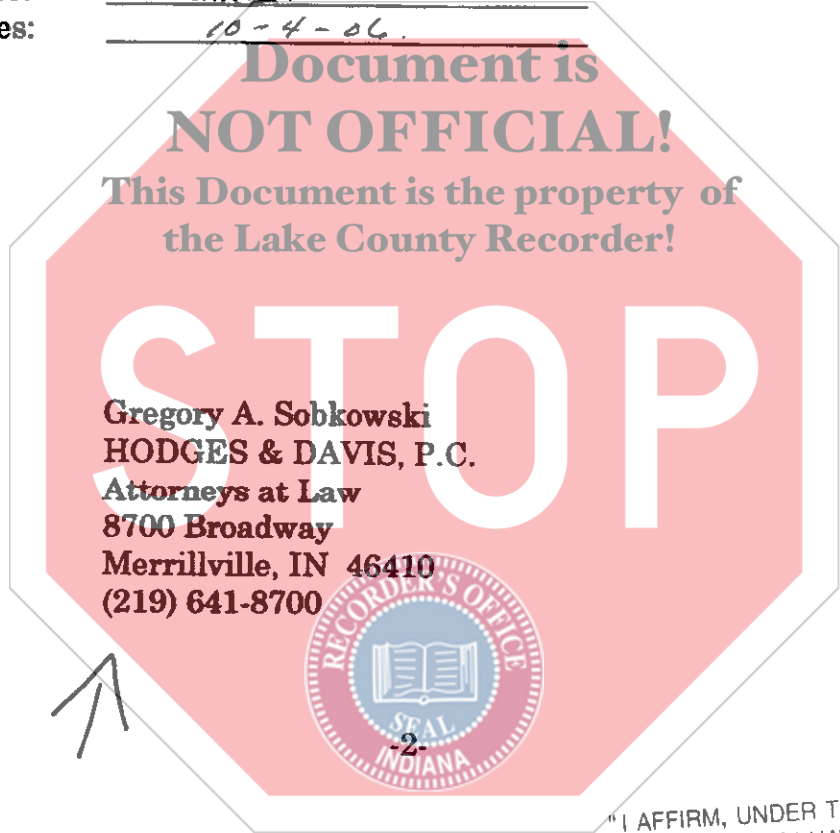 es: 10-4-06.
Document is
NOT OFFICIAL!
This Document is the property of
the Lake County Recorder!
STOP
Gregory A. Sobkowski
HODGES & DAVIS, P.C.
Attorneys at Law
8700 Broadway
Merrillville, IN 46410
(219) 641-8700
RECORDER'S OFFICE
SEAL
INDIANA
-2-
"I AFFIRM, UNDER T